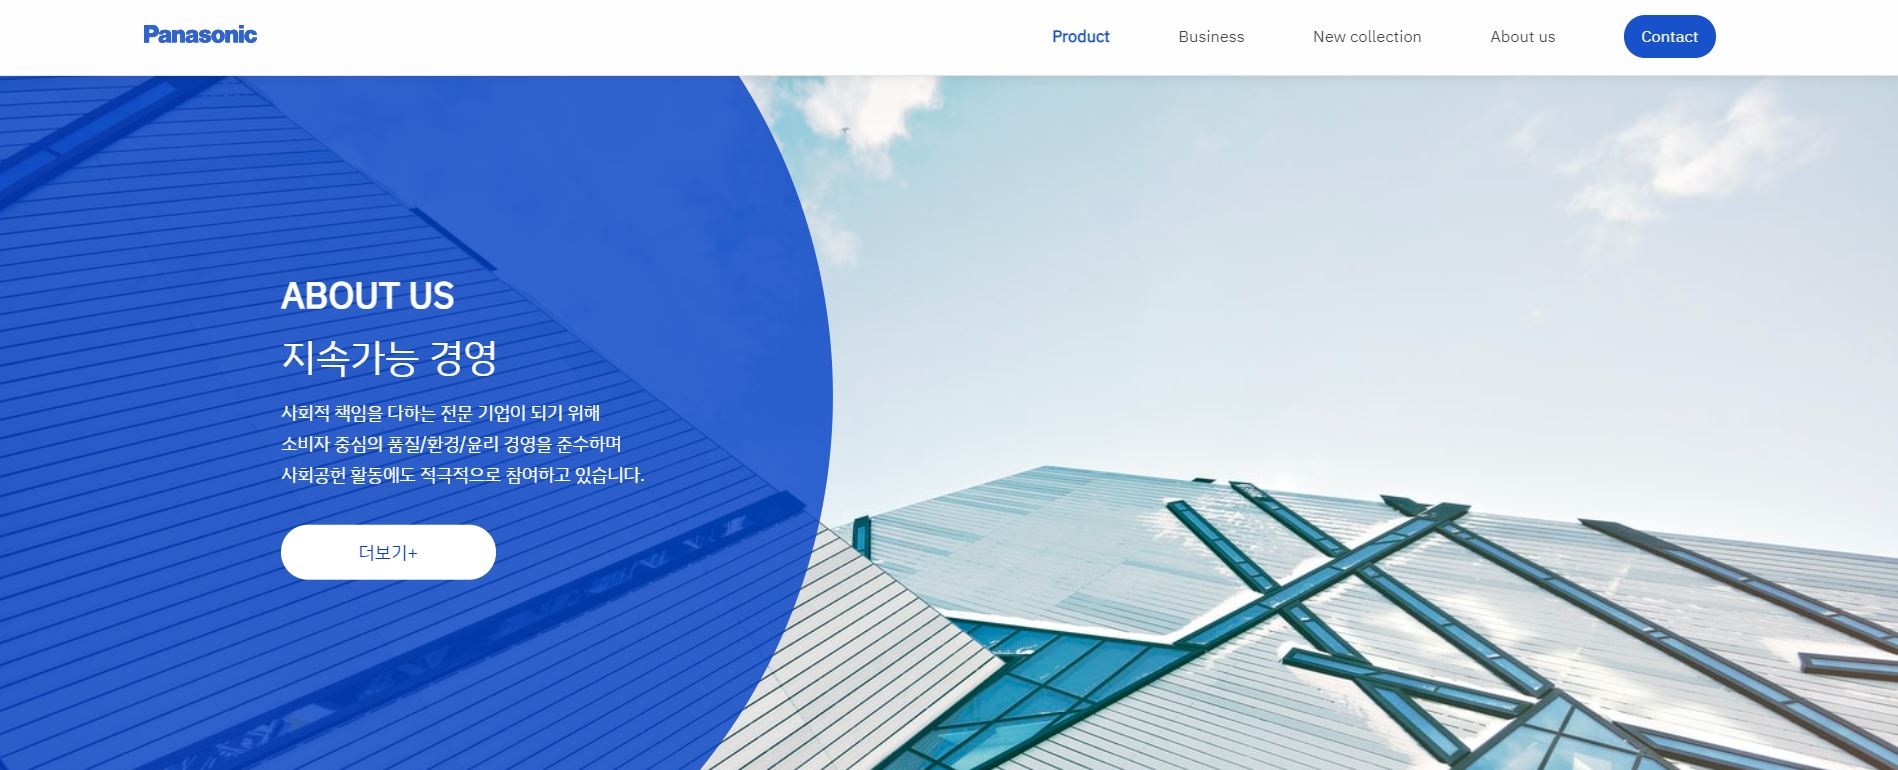 Panasonic
Product
Business
New collection
About us
Contact
ABOUT US
지속가능 경영
사회적 책임을 다하는 전문 기업이 되기 위해
소비자 중심의 품질/환경/윤리 경영을 준수하며
사회공헌 활동에도 적극적으로 참여하고 있습니다.
더보기+